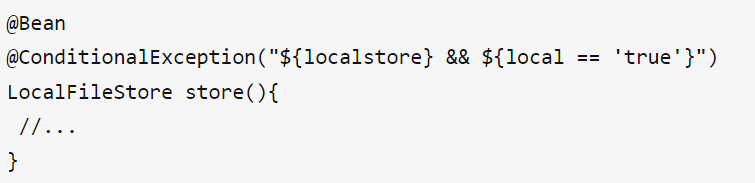 @Bean
@ConditionalException("${localstore} && ${local == 'true'}")
LocalFileStore store(){
 //...
}